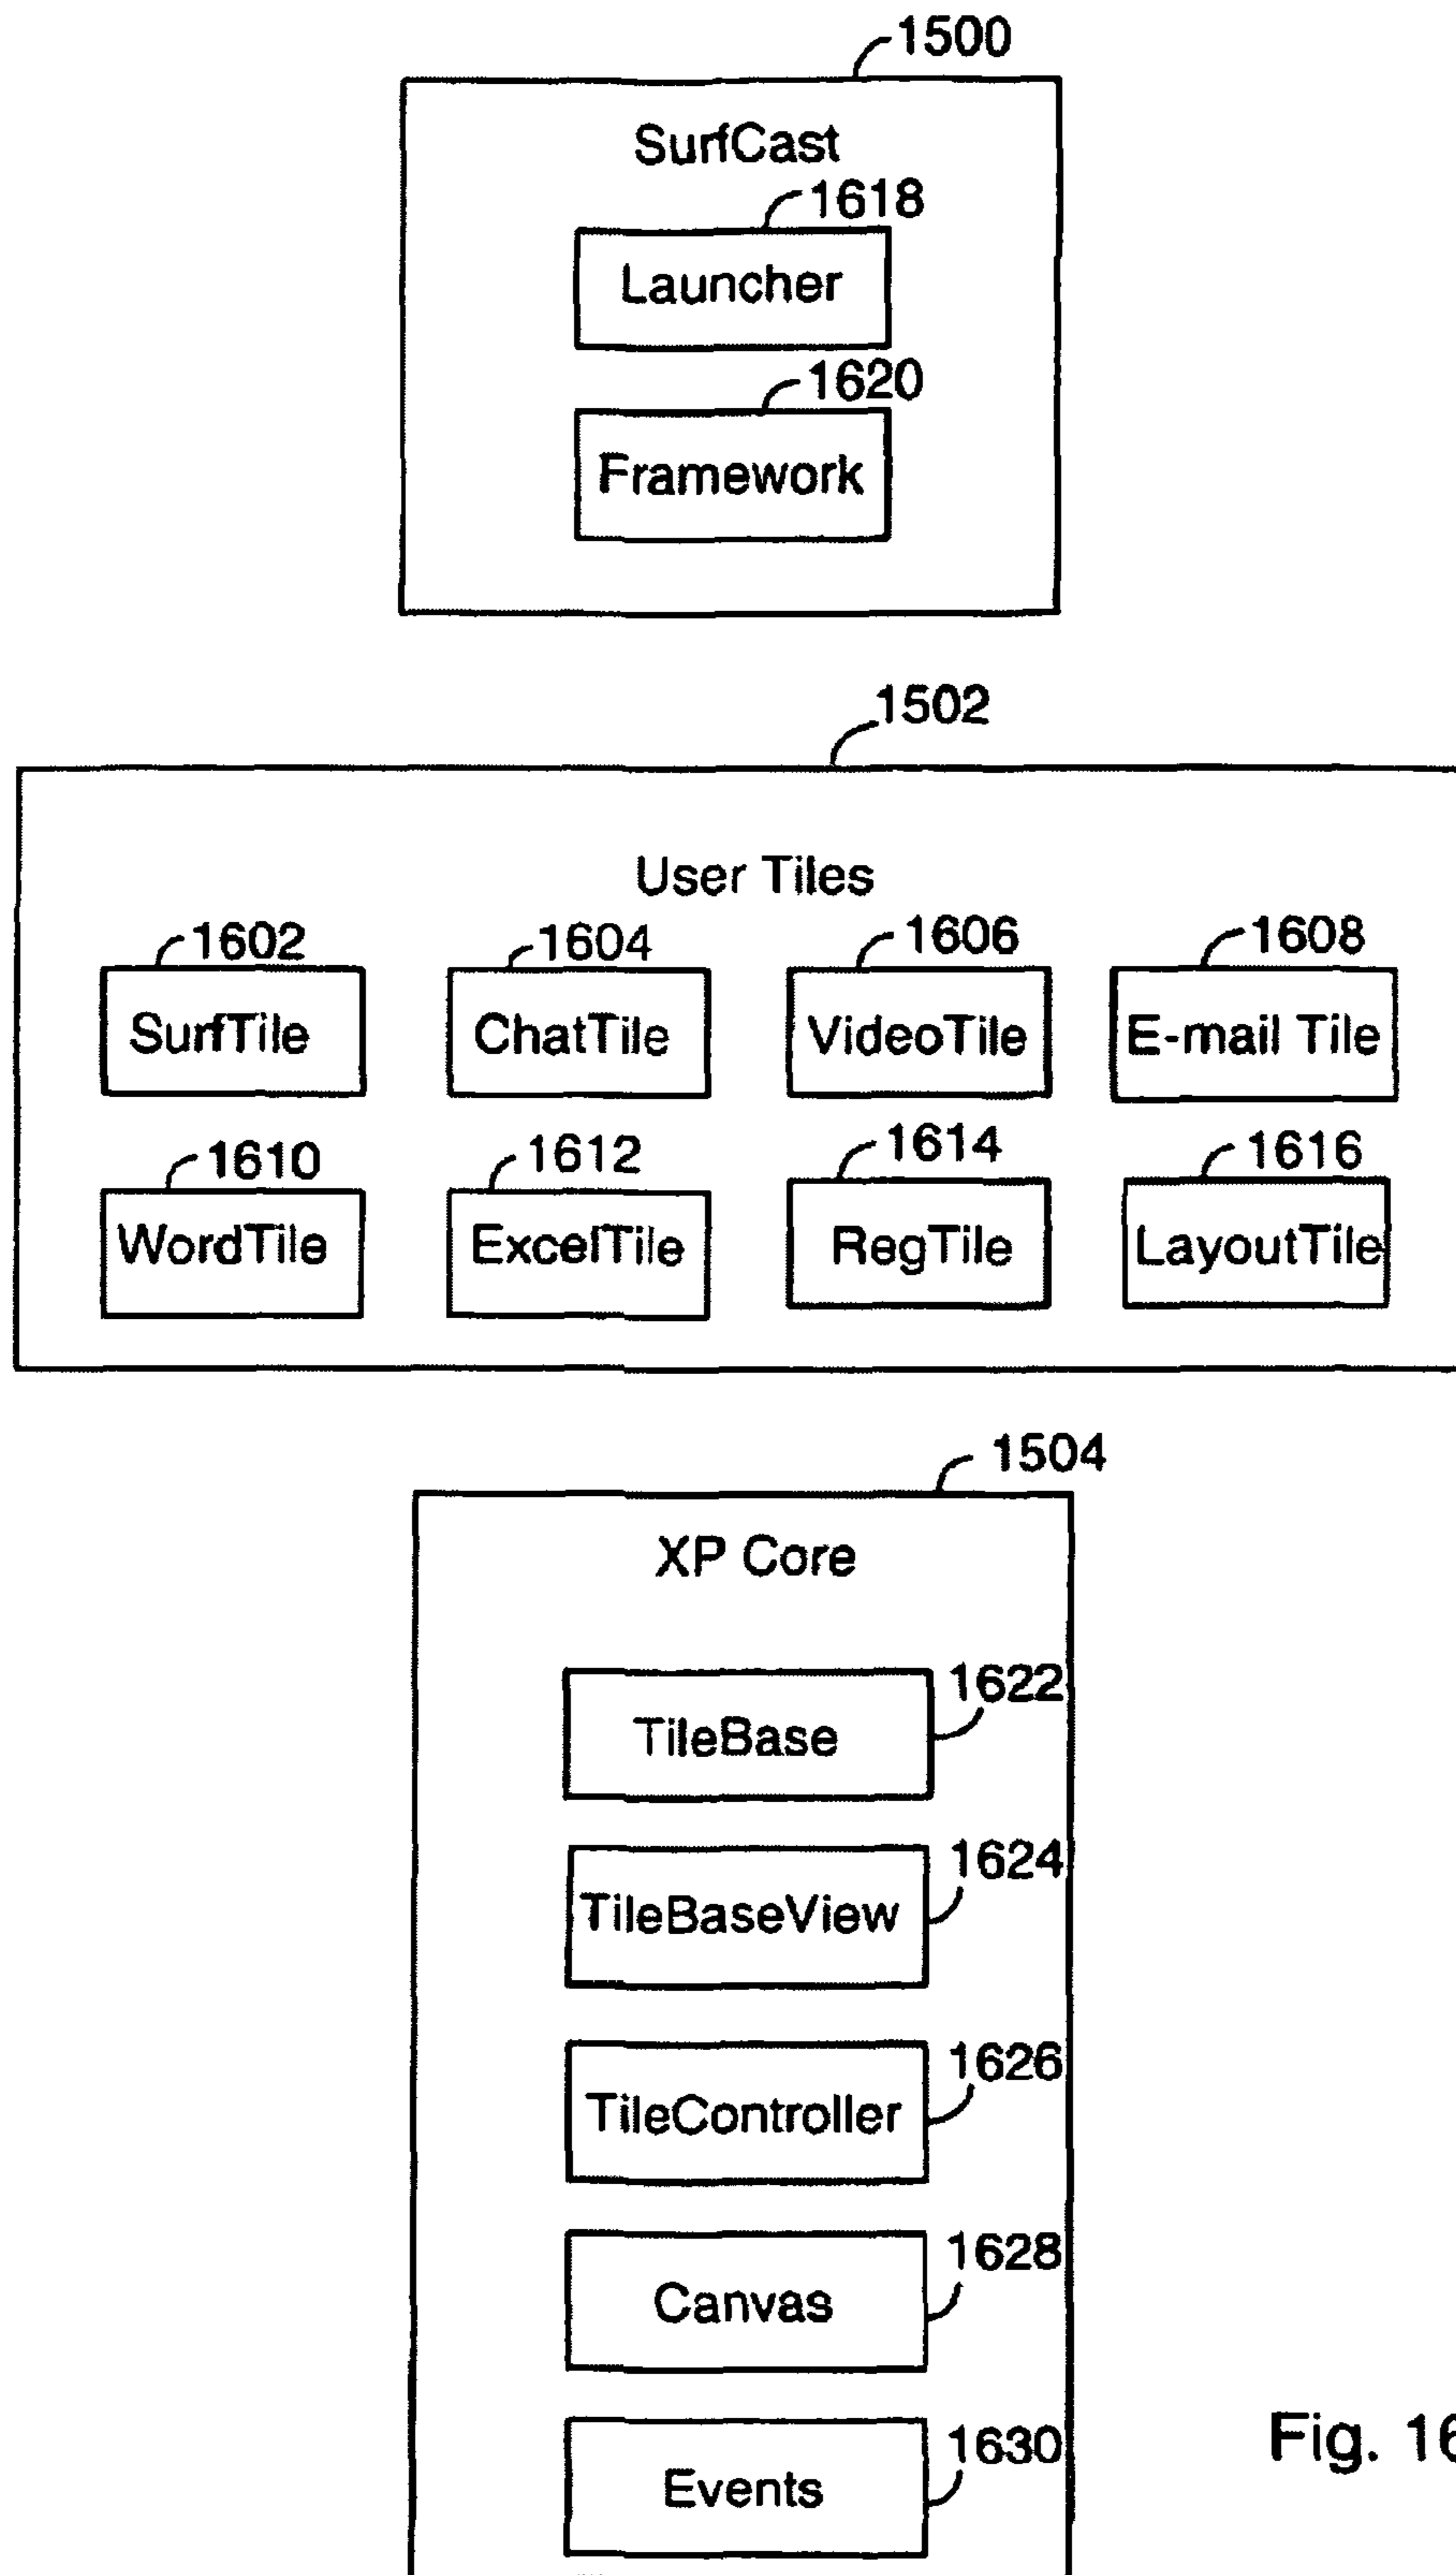 1500
SurfCast
1618
Launcher
1620
Framework
1502
User Tiles
1602 1604 1606 1608
SurfTile ChatTile VideoTile E-mail Tile
1610 1612 1614 1616
WordTile ExcelTile RegTile LayoutTile
1504
XP Core
1622
TileBase
1624
TileBaseView
1626
TileController
1628
Canvas
1630
Events
Fig. 16